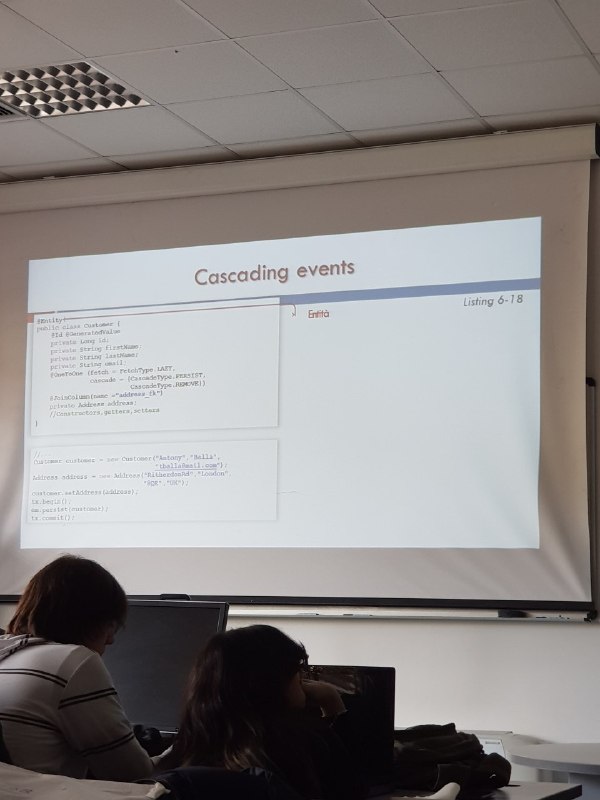 Cascading events
Listing 6-18
@Entity
Entità
public class Customer {
@Id @GeneratedValue
private Long id;
private String firstName;
private String lastName;
private String email;
@OneToOne (fetch = FetchType.LAZY,
cascade = {CascadeType.PERSIST,
CascadeType.REMOVE})
@JoinColumn(name ="address_fk")
private Address address;
//Constructors,getters,setters
}
//...
Customer customer = new Customer("Antony","Balla",
"tballa@mail.com");
Address address = new Address("RitherdonRd","London",
"8QE","UK");
customer.setAddress(address);
tx.begin();
em.persist(customer);
tx.commit();